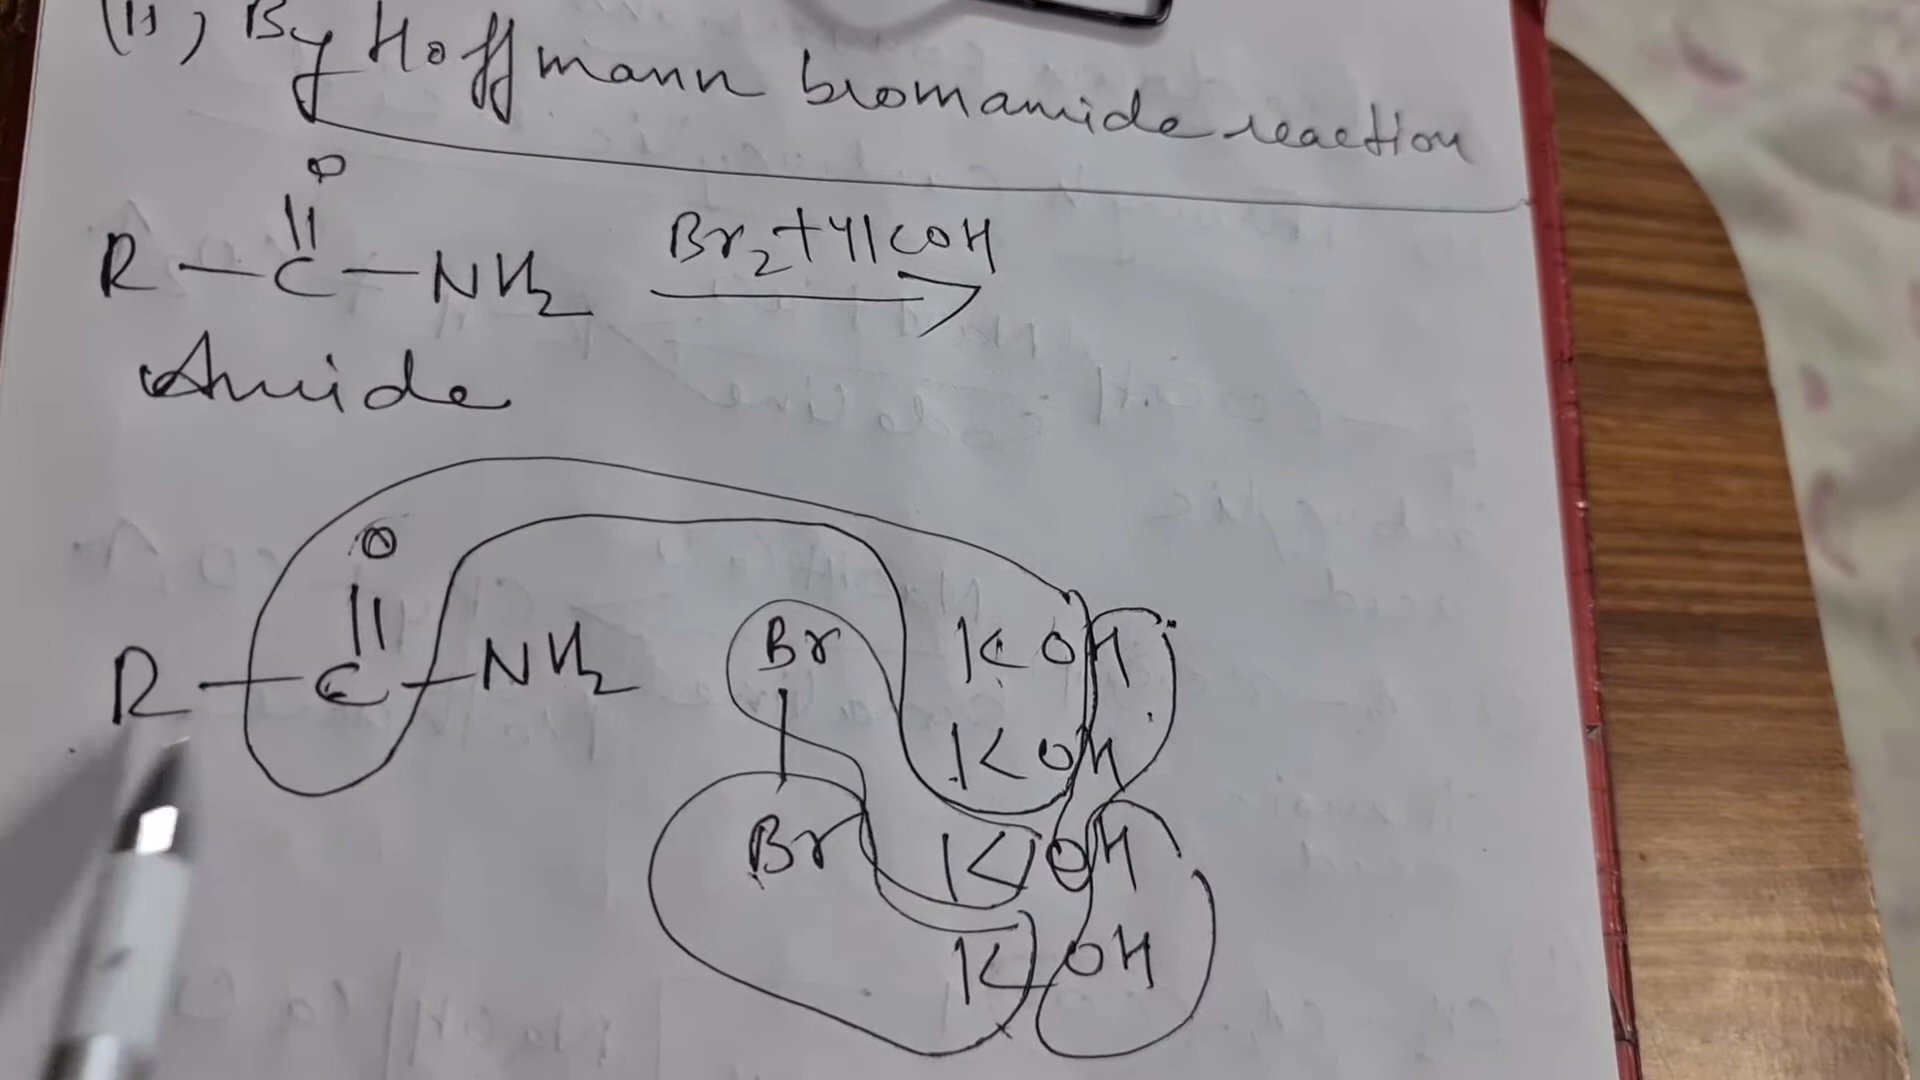 (ii) By Hoffmann bromamide reaction
O
||
R — C — NH2 Br2 + 4KOH →
Amide
O
||
R — C — NH2 Br KOH
| KOH
Br KOH
KOH